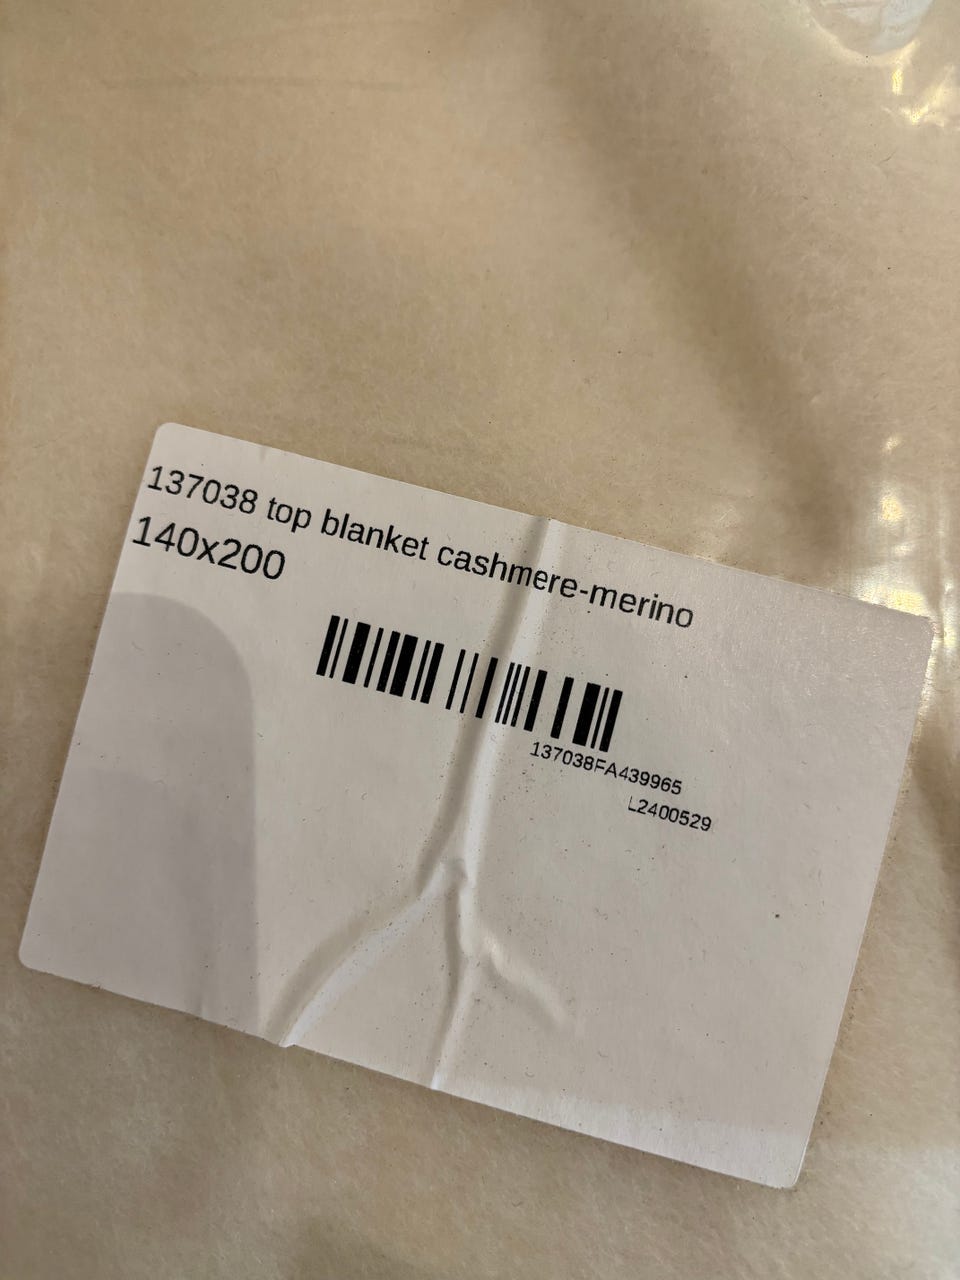 137038 top blanket cashmere-merino
140x200
137038FA439965
L2400529